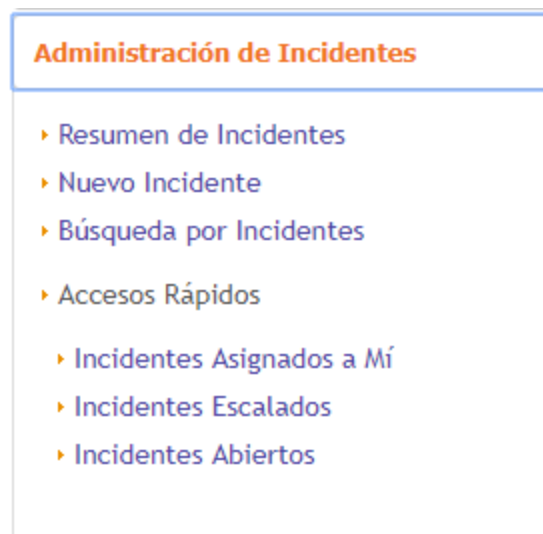 Administración de Incidentes
Resumen de Incidentes
Nuevo Incidente
Búsqueda por Incidentes
Accesos Rápidos
Incidentes Asignados a Mí
Incidentes Escalados
Incidentes Abiertos